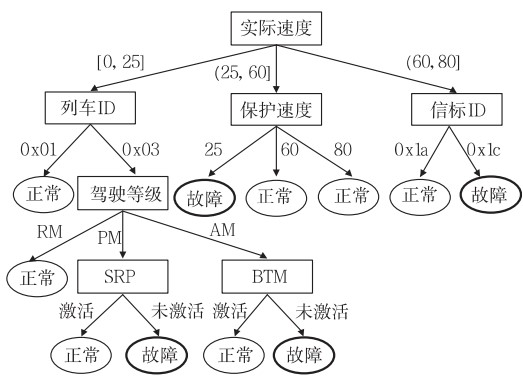 实际速度
[0, 25] (25, 60] (60, 80]
列车ID 保护速度 信标ID
0x01 0x03 25 60 80 0x1a 0x1c
正常 驾驶等级 故障 正常 正常 正常 故障
RM PM AM
正常 SRP BTM
激活 未激活 激活 未激活
正常 故障 正常 故障